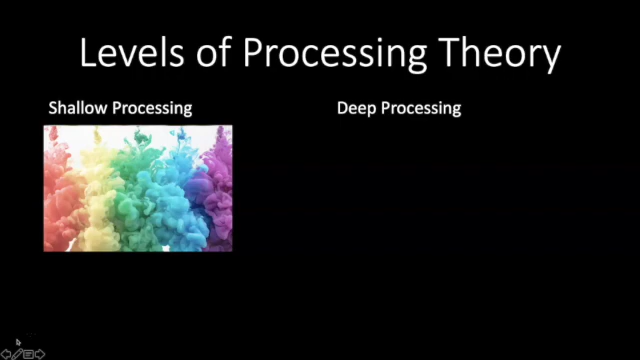 Levels of Processing Theory
Shallow Processing
Deep Processing